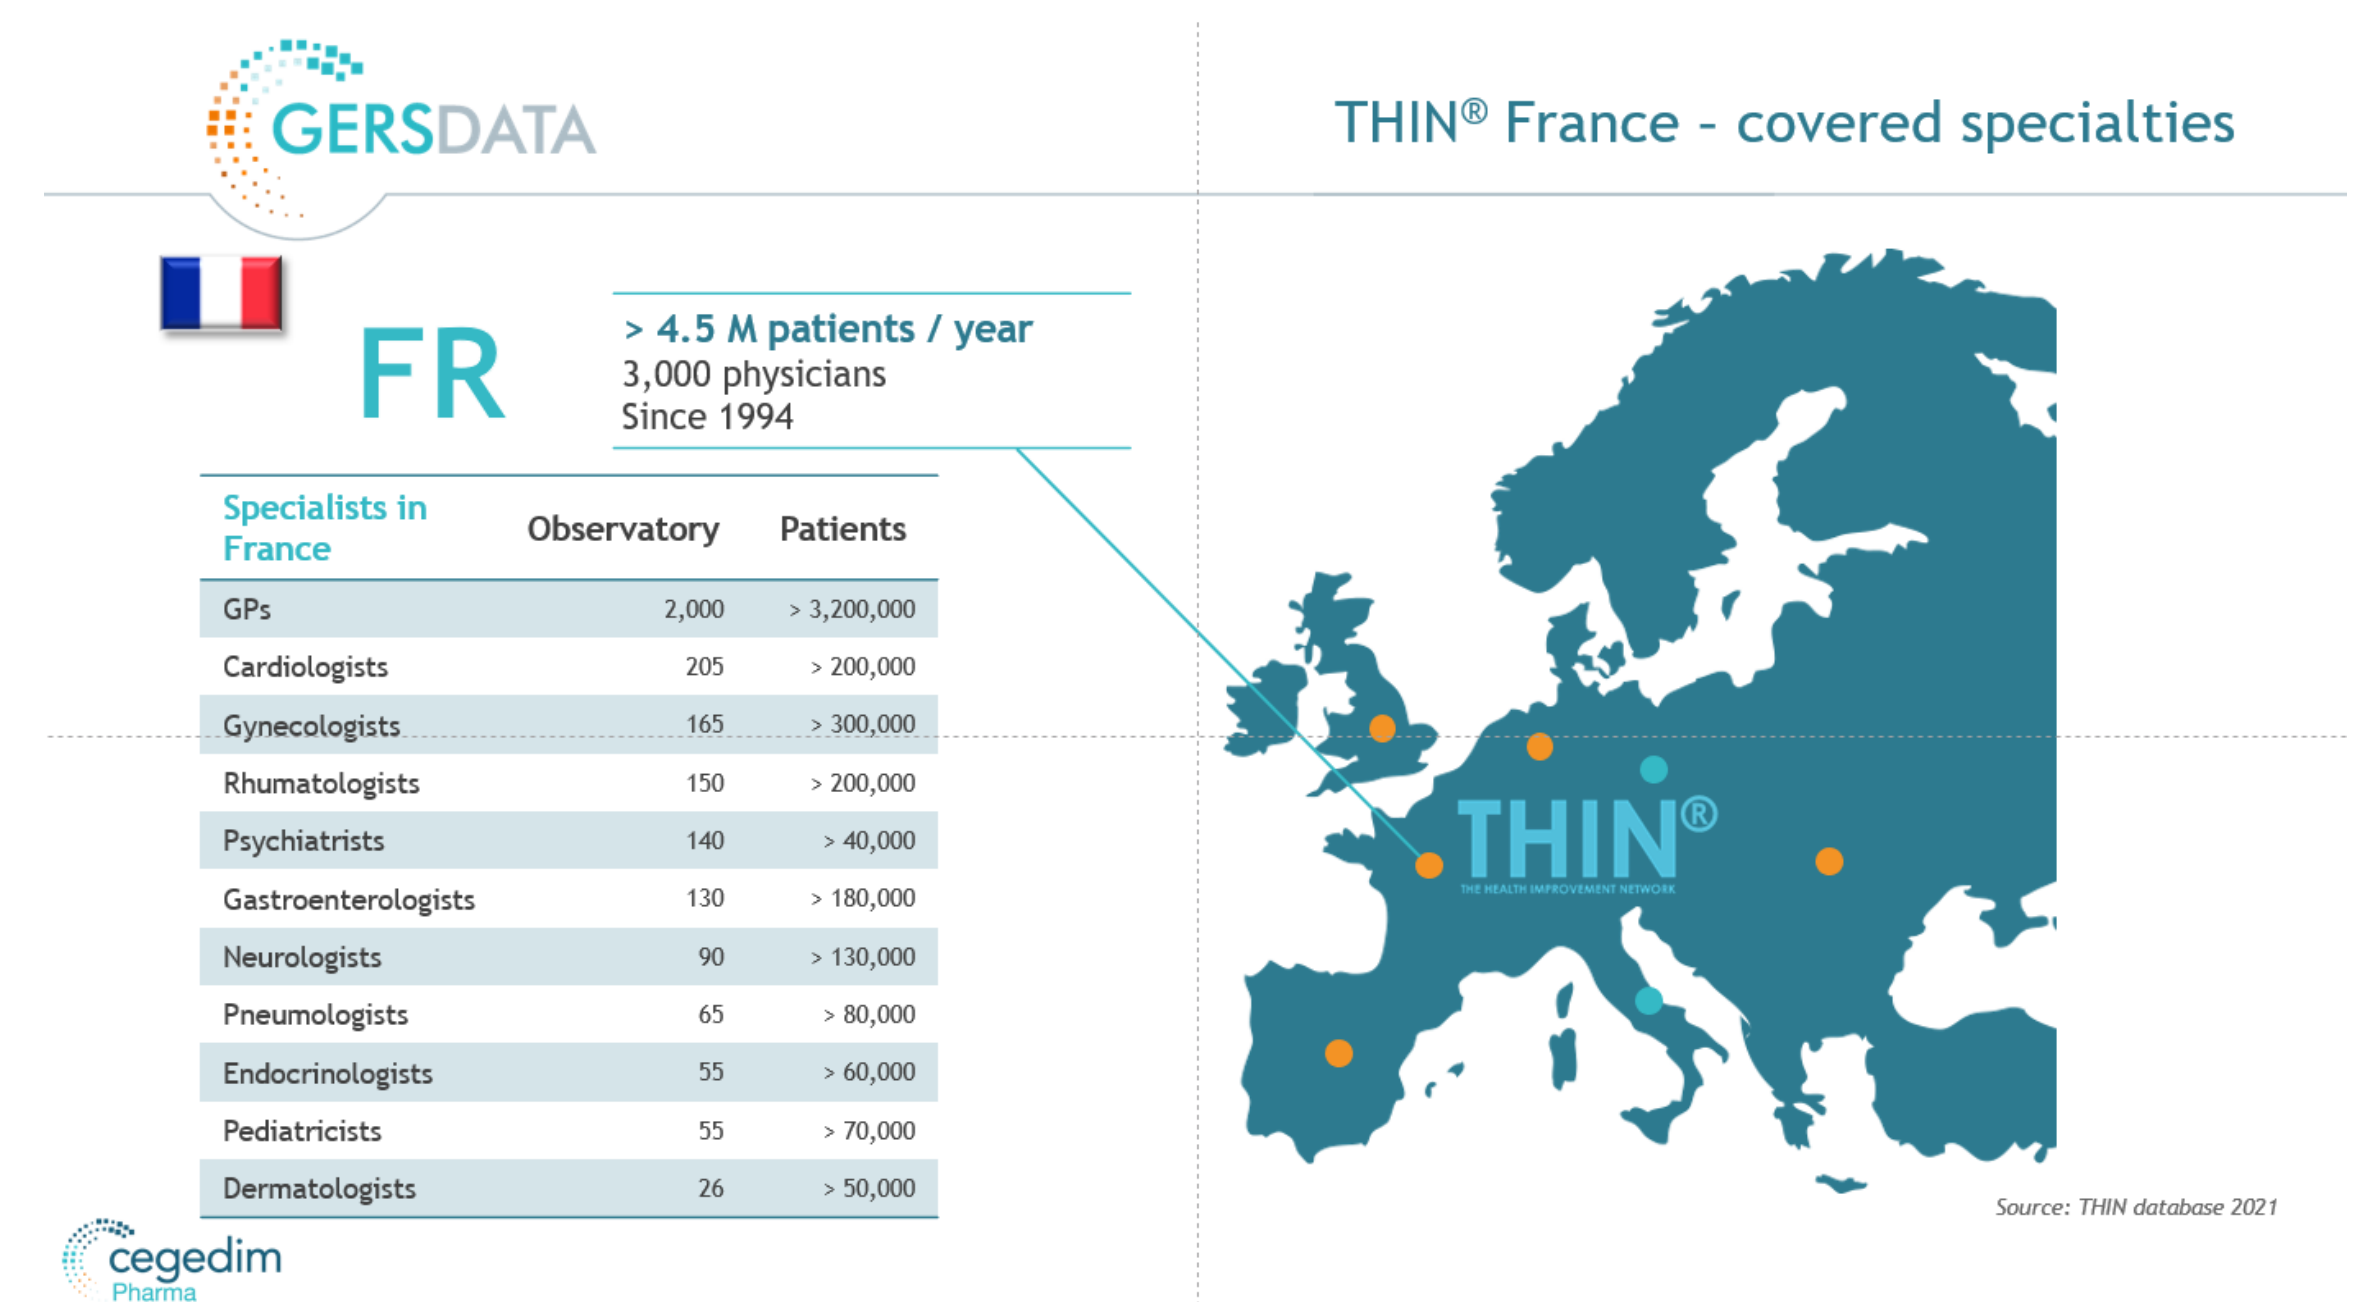 GERSDATA
THIN® France – covered specialties
FR
> 4.5 M patients / year
3,000 physicians
Since 1994
Specialists in France Observatory Patients
GPs 2,000 > 3,200,000
Cardiologists 205 > 200,000
Gynecologists 165 > 300,000
Rhumatologists 150 > 200,000
Psychiatrists 140 > 40,000
Gastroenterologists 130 > 180,000
Neurologists 90 > 130,000
Pneumologists 65 > 80,000
Endocrinologists 55 > 60,000
Pediatricists 55 > 70,000
Dermatologists 26 > 50,000
THIN®
THE HEALTH IMPROVEMENT NETWORK
Source: THIN database 2021
cegedim
Pharma